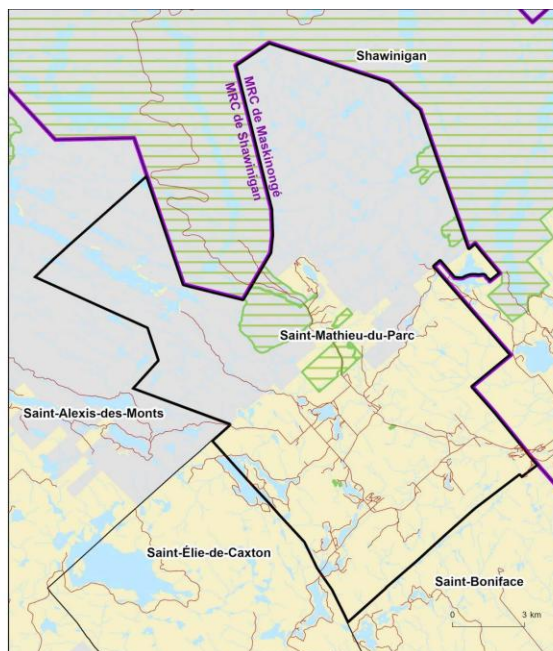 Shawinigan
MRC de Maskinongé
MRC de Shawinigan
Saint-Mathieu-du-Parc
Saint-Alexis-des-Monts
Saint-Élie-de-Caxton
Saint-Boniface
0 3 km